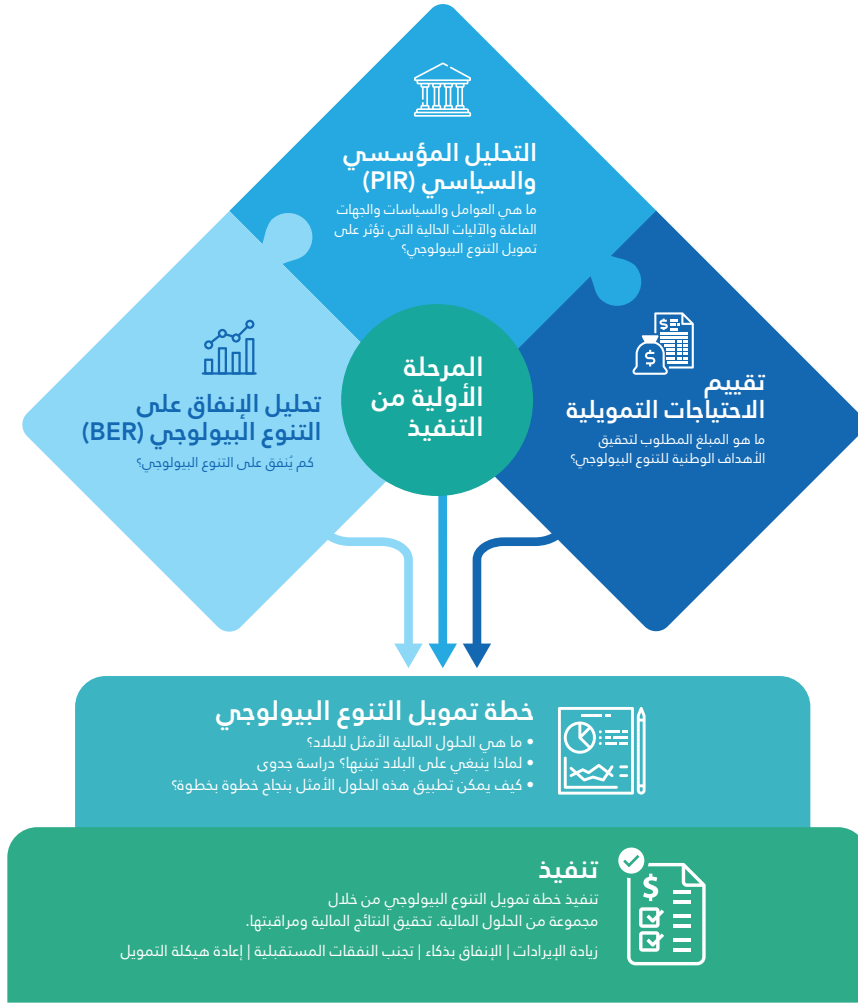 التحليل المؤسسي
والسياسي (PIR)
ما هي العوامل والسياسات والجهات
الفاعلة والآليات الحالية التي تؤثر على
تمويل التنوع البيولوجي؟
تقييم
الاحتياجات التمويلية
ما هو المبلغ المطلوب لتحقيق
الأهداف الوطنية للتنوع البيولوجي؟
المرحلة
الأولية من
التنفيذ
تحليل الإنفاق على
التنوع البيولوجي (BER)
كم يُنفق على التنوع البيولوجي؟
خطة تمويل التنوع البيولوجي
• ما هي الحلول المالية الأمثل للبلاد؟
• لماذا ينبغي على البلاد تبنيها؟ دراسة جدوى
• كيف يمكن تطبيق هذه الحلول الأمثل بنجاح خطوة بخطوة؟
تنفيذ
تنفيذ خطة تمويل التنوع البيولوجي من خلال
مجموعة من الحلول المالية. تحقيق النتائج المالية ومراقبتها.
زيادة الإيرادات | الإنفاق بذكاء | تجنب النفقات المستقبلية | إعادة هيكلة التمويل